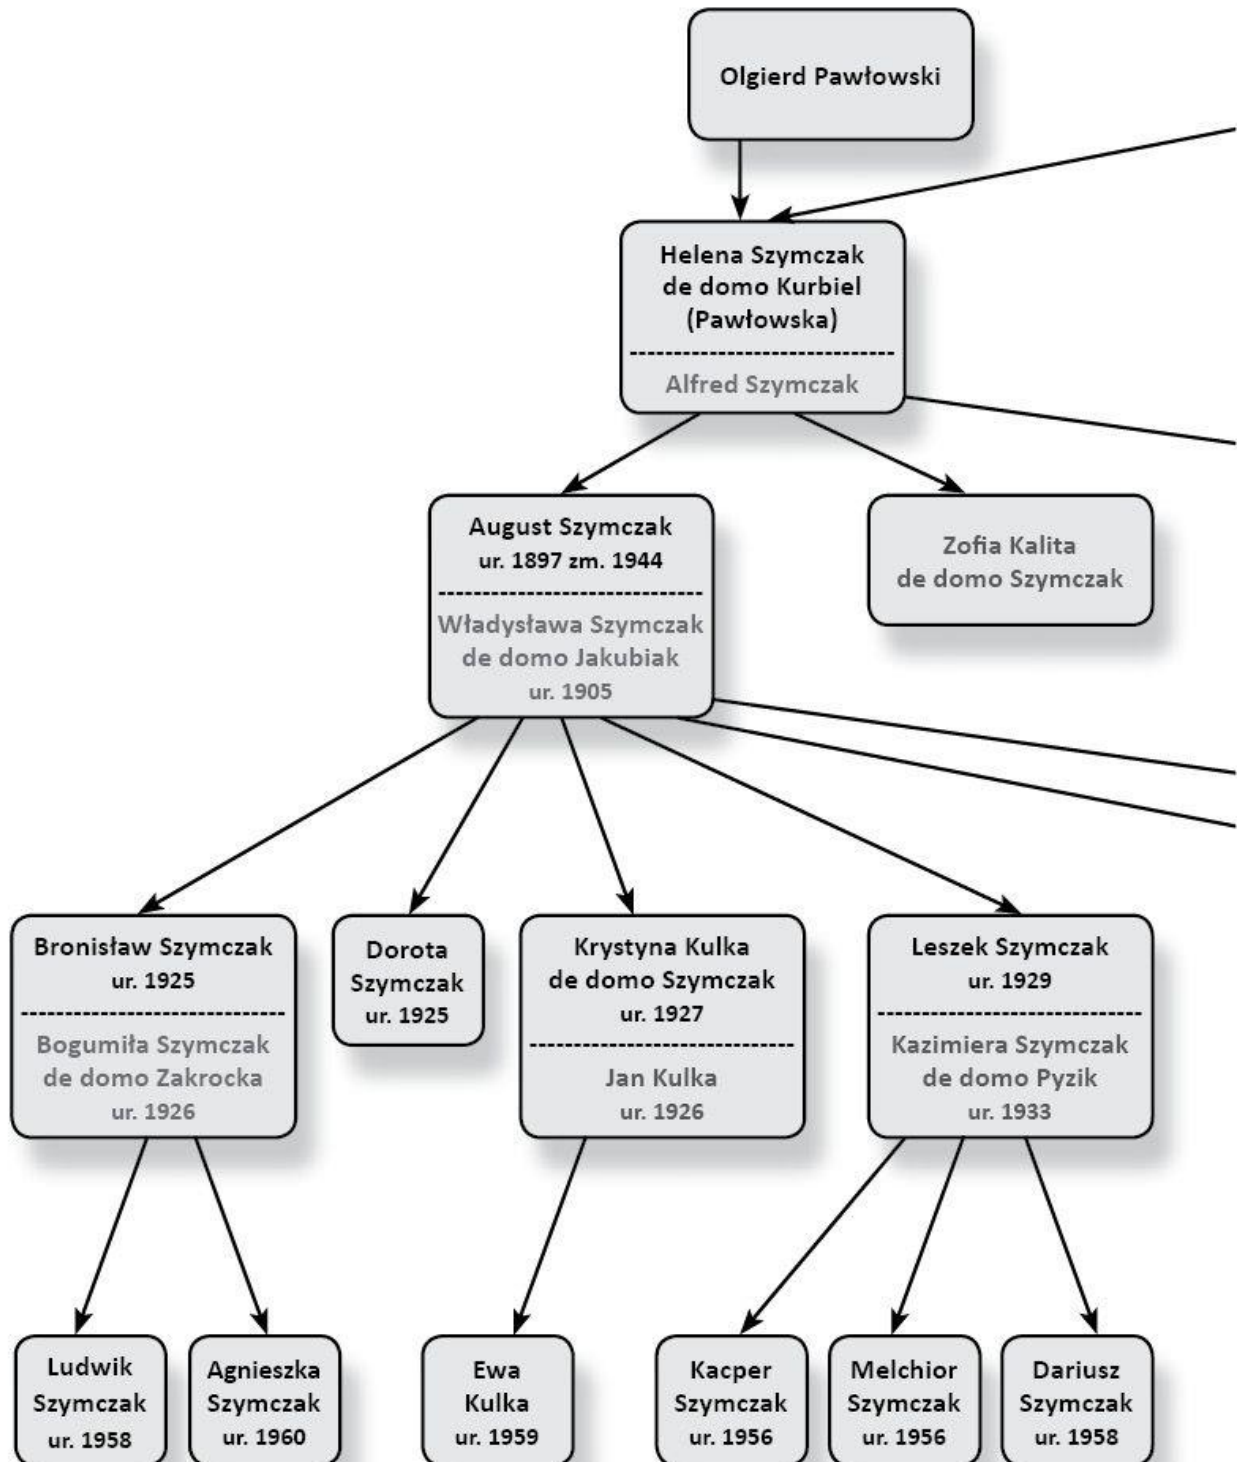 Olgierd Pawłowski
Helena Szymczak
de domo Kurbiel
(Pawłowska)
Alfred Szymczak
August Szymczak
ur. 1897 zm. 1944
Władysława Szymczak
de domo Jakubiak
ur. 1905
Zofia Kalita
de domo Szymczak
Bronisław Szymczak
ur. 1925
Bogumiła Szymczak
de domo Zakrocka
ur. 1926
Dorota
Szymczak
ur. 1925
Krystyna Kulka
de domo Szymczak
ur. 1927
Jan Kulka
ur. 1926
Leszek Szymczak
ur. 1929
Kazimiera Szymczak
de domo Pyzik
ur. 1933
Ludwik
Szymczak
ur. 1958
Agnieszka
Szymczak
ur. 1960
Ewa
Kulka
ur. 1959
Kacper
Szymczak
ur. 1956
Melchior
Szymczak
ur. 1956
Dariusz
Szymczak
ur. 1958